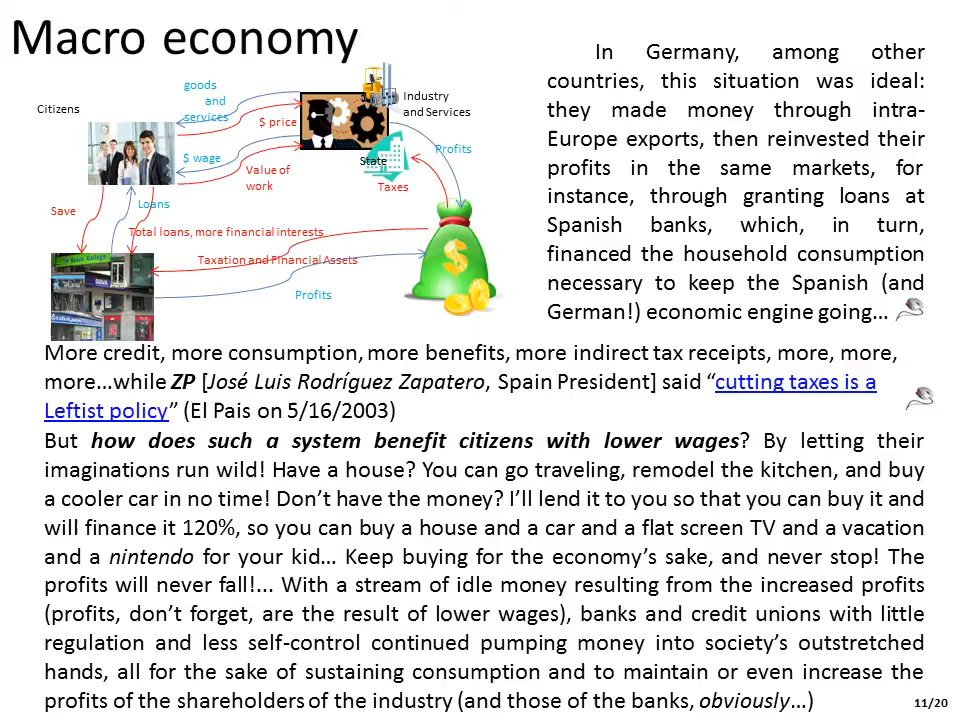 Macro economy
goods
and
services
Citizens
Industry
and Services
$ price
$ wage
Value of
work
State
Profits
Taxes
Save
Loans
Total loans, more financial interests
Taxation and Financial Assets
Profits
In Germany, among other
countries, this situation was ideal:
they made money through intra-
Europe exports, then reinvested their
profits in the same markets, for
instance, through granting loans at
Spanish banks, which, in turn,
financed the household consumption
necessary to keep the Spanish (and
German!) economic engine going…
More credit, more consumption, more benefits, more indirect tax receipts, more, more,
more...while ZP [José Luis Rodríguez Zapatero, Spain President] said “cutting taxes is a
Leftist policy” (El Pais on 5/16/2003)
But how does such a system benefit citizens with lower wages? By letting their
imaginations run wild! Have a house? You can go traveling, remodel the kitchen, and buy
a cooler car in no time! Don’t have the money? I’ll lend it to you so that you can buy it and
will finance it 120%, so you can buy a house and a car and a flat screen TV and a vacation
and a nintendo for your kid… Keep buying for the economy’s sake, and never stop! The
profits will never fall!... With a stream of idle money resulting from the increased profits
(profits, don’t forget, are the result of lower wages), banks and credit unions with little
regulation and less self-control continued pumping money into society’s outstretched
hands, all for the sake of sustaining consumption and to maintain or even increase the
profits of the shareholders of the industry (and those of the banks, obviously…)
11/20